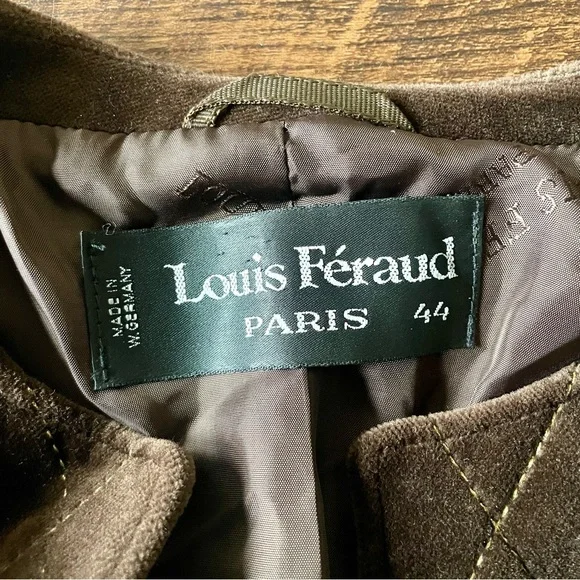 Louis Féraud
PARIS
44
MADE IN
W. GERMANY